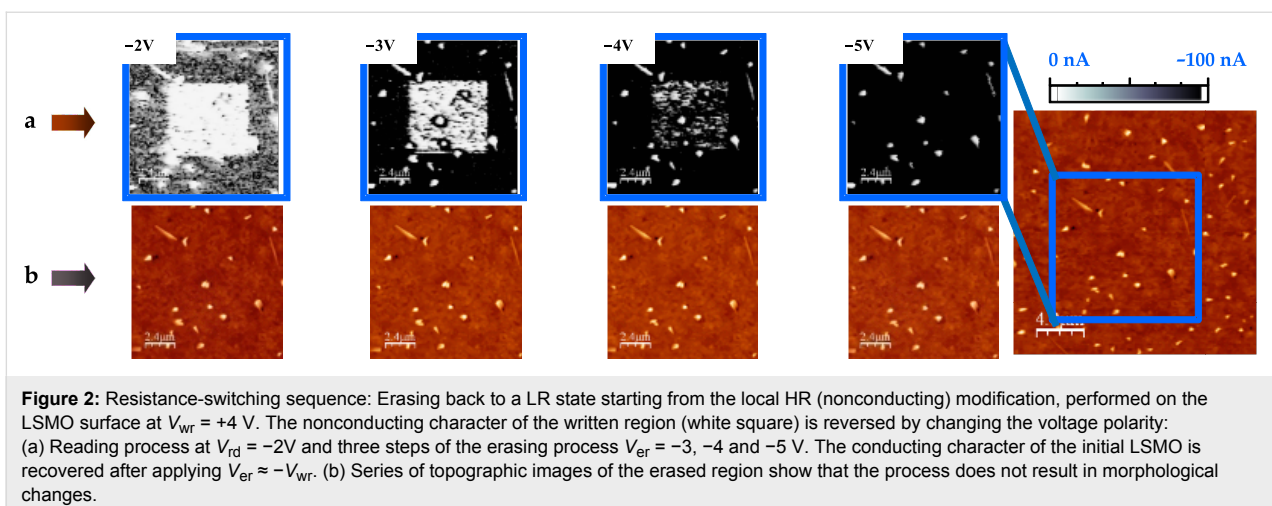 −2V
−3V
−4V
−5V
0 nA
−100 nA
a
2.4μm
2.4μm
2.4μm
2.4μm
b
2.4μm
2.4μm
2.4μm
2.4μm
Figure 2: Resistance-switching sequence: Erasing back to a LR state starting from the local HR (nonconducting) modification, performed on the
LSMO surface at Vwr = +4 V. The nonconducting character of the written region (white square) is reversed by changing the voltage polarity:
(a) Reading process at Vrd = −2V and three steps of the erasing process Ver = −3, −4 and −5 V. The conducting character of the initial LSMO is
recovered after applying Ver ≈ −Vwr. (b) Series of topographic images of the erased region show that the process does not result in morphological
changes.